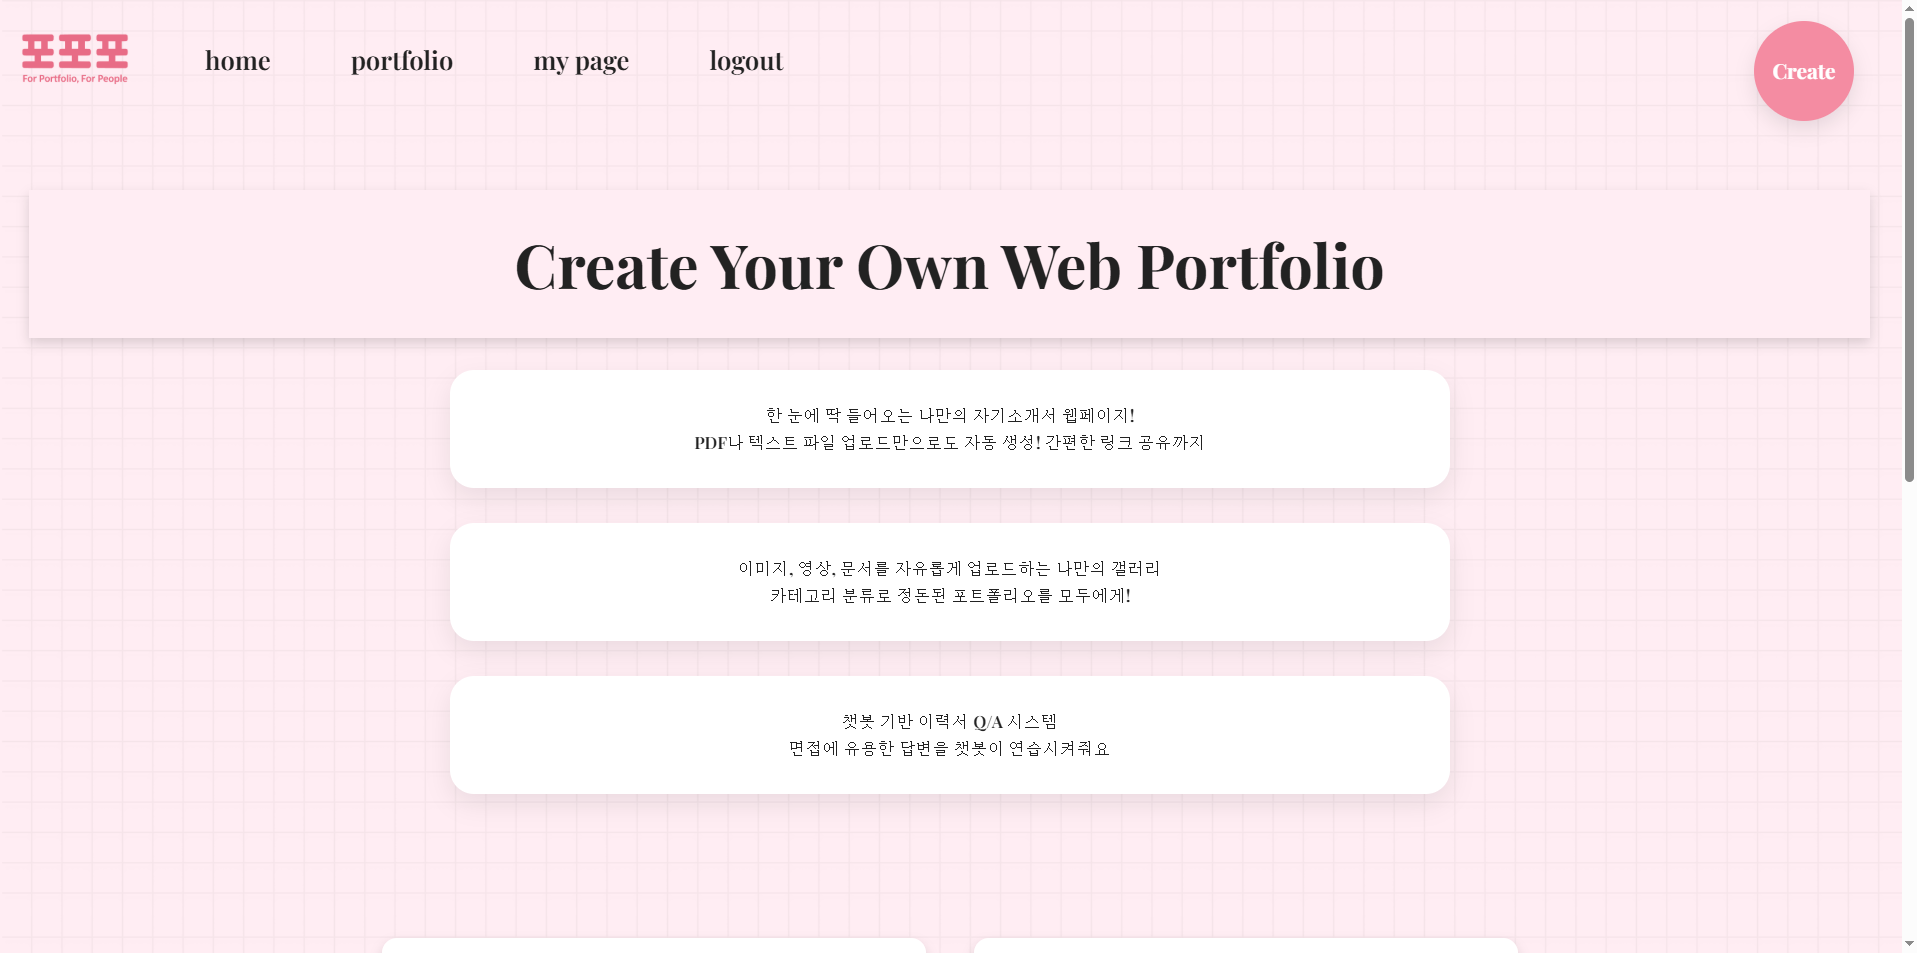 포포포
For Portfolio, For People
home
portfolio
my page
logout
Create
Create Your Own Web Portfolio
한 눈에 딱 들어오는 나만의 자기소개서 웹페이지!
PDF나 텍스트 파일 업로드만으로도 자동 생성! 간편한 링크 공유까지
이미지, 영상, 문서를 자유롭게 업로드하는 나만의 갤러리
카테고리 분류로 정돈된 포트폴리오를 모두에게!
챗봇 기반 이력서 Q/A 시스템
면접에 유용한 답변을 챗봇이 연습시켜줘요